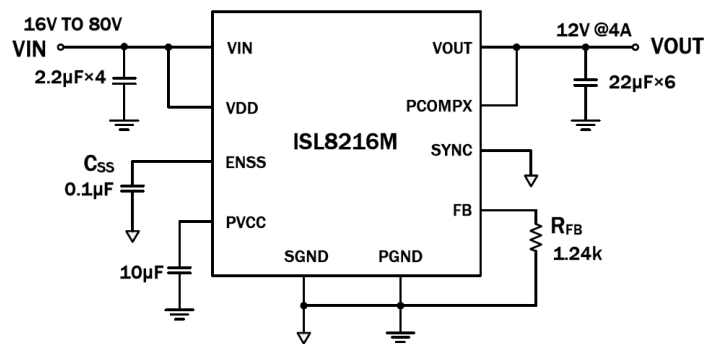 16V TO 80V
VIN
2.2µF×4
VIN
VDD
ENSS
PVCC
CSS
0.1µF
10µF
ISL8216M
VOUT
PCOMPX
SYNC
FB
SGND
PGND
12V @4A
VOUT
22µF×6
RFB
1.24k